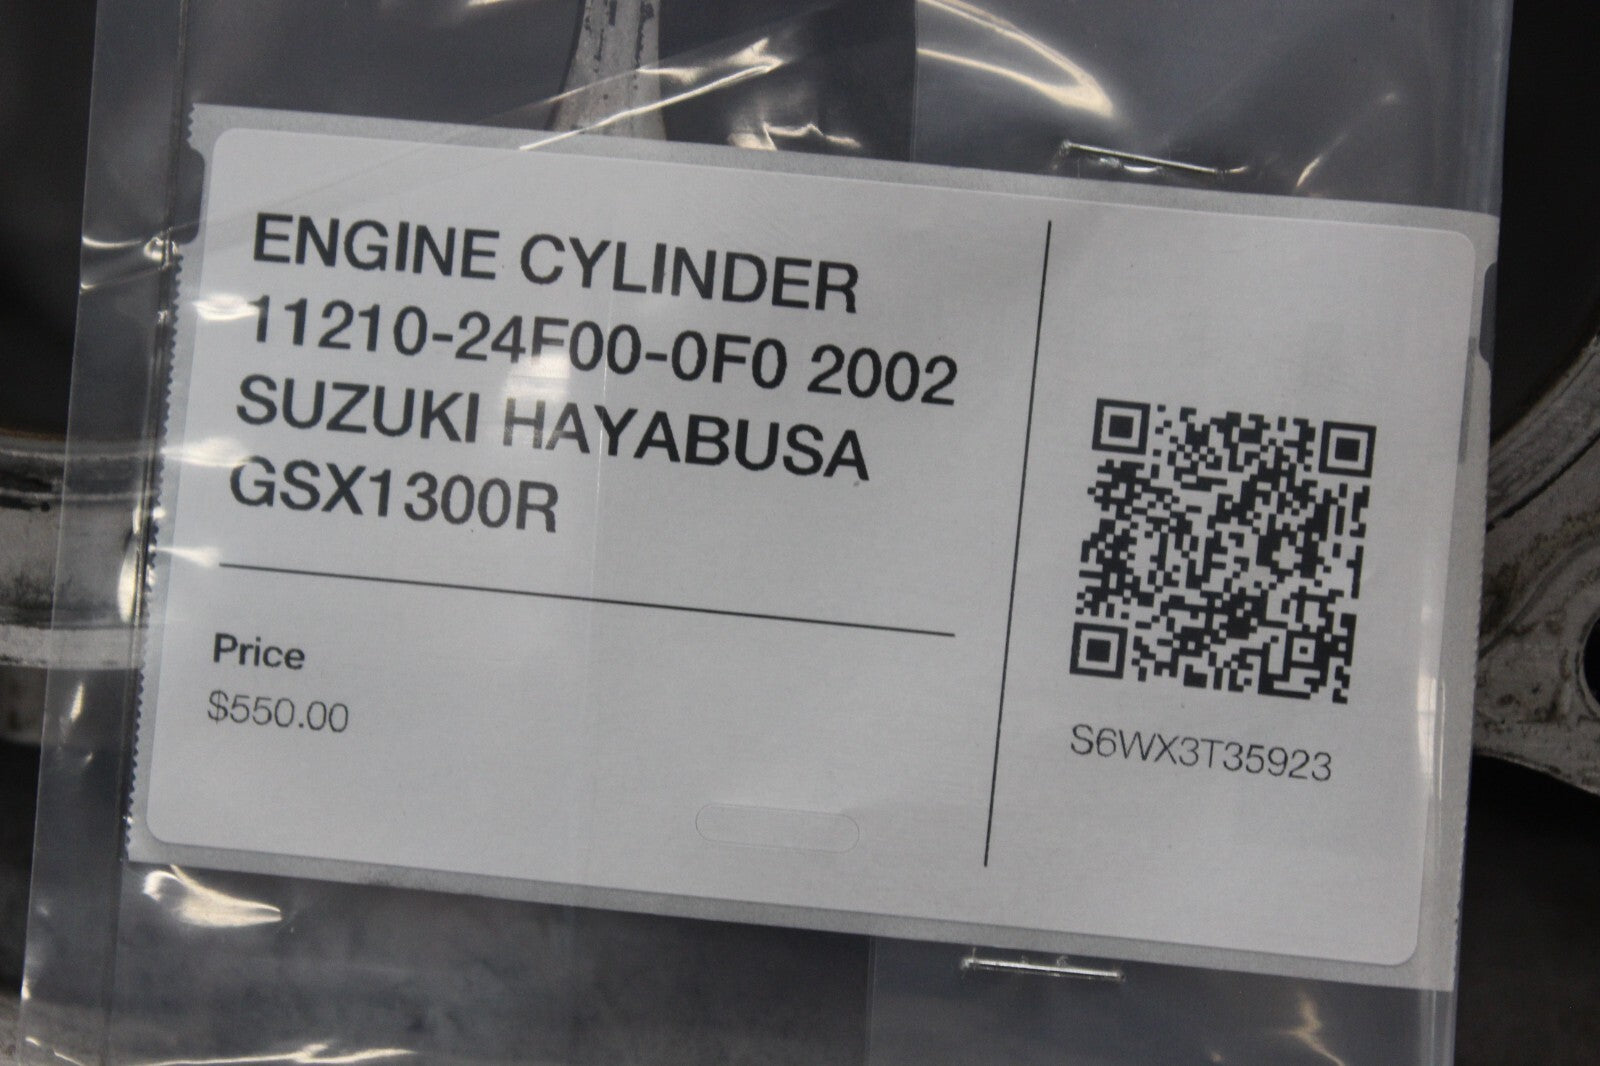 ENGINE CYLINDER
11210-24F00-0F0 2002
SUZUKI HAYABUSA
GSX1300R
Price
$550.00
S6WX3T35923